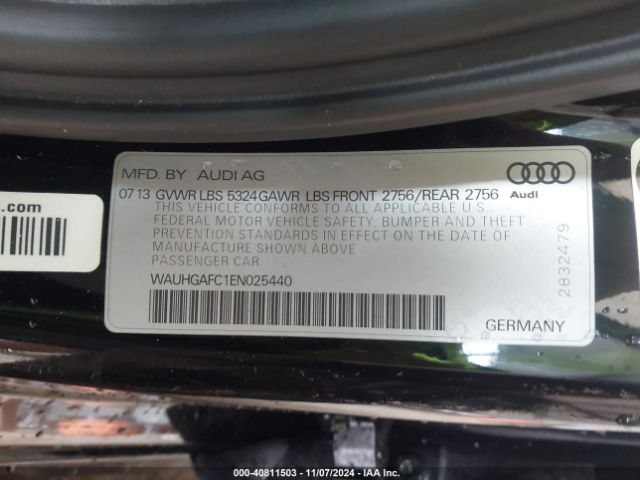 MFD. BY AUDI AG
07 13 GVWR LBS 5324 GAWR LBS FRONT 2756/REAR 2756
Audi
THIS VEHICLE CONFORMS TO ALL APPLICABLE U S
FEDERAL MOTOR VEHICLE SAFETY, BUMPER AND THEFT
PREVENTION STANDARDS IN EFFECT ON THE DATE OF
MANUFACTURE SHOWN ABOVE
PASSENGER CAR
WAUHGAFC1EN025440
2832479
GERMANY
.com
000-40811503 - 11/07/2024 - IAA Inc.